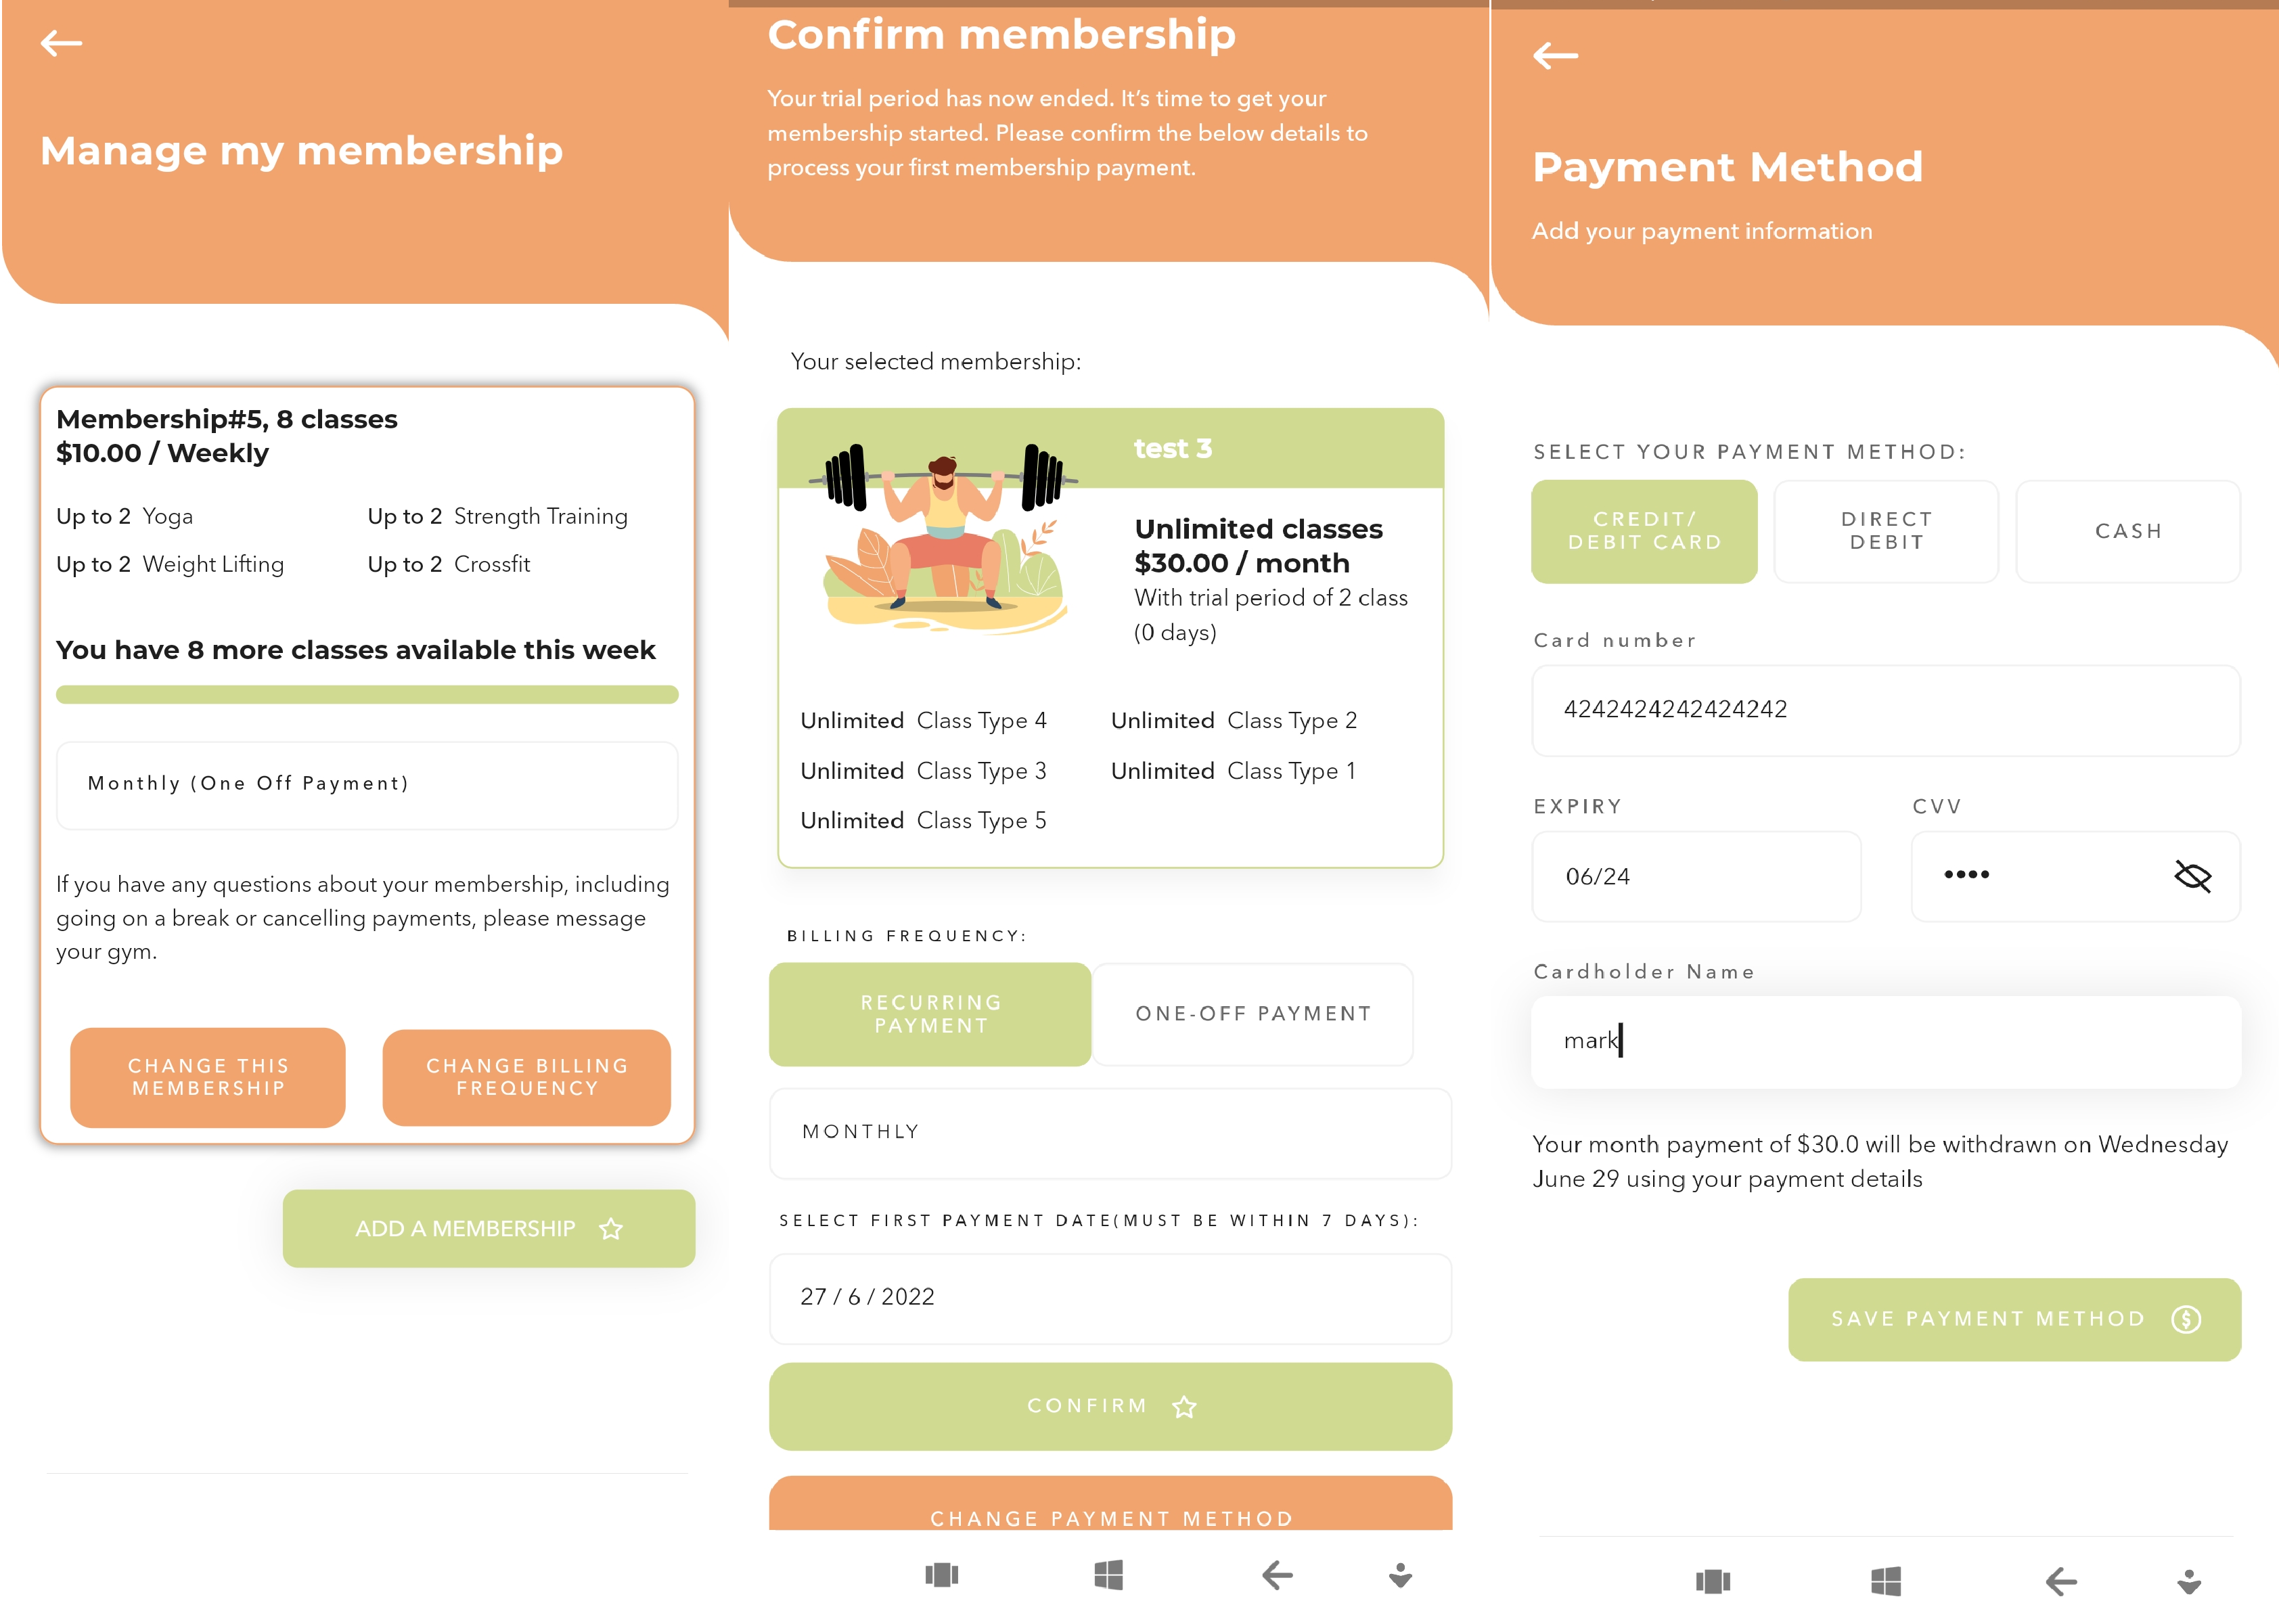 Manage my membership
Membership#5, 8 classes
$10.00 / Weekly
Up to 2 Yoga
Up to 2 Strength Training
Up to 2 Weight Lifting
Up to 2 Crossfit
You have 8 more classes available this week
Monthly (One Off Payment)
If you have any questions about your membership, including
going on a break or cancelling payments, please message
your gym.
CHANGE THIS
MEMBERSHIP
CHANGE BILLING
FREQUENCY
ADD A MEMBERSHIP
Confirm membership
Your trial period has now ended. It’s time to get your
membership started. Please confirm the below details to
process your first membership payment.
Your selected membership:
test 3
Unlimited classes
$30.00 / month
With trial period of 2 class
(0 days)
Unlimited Class Type 4
Unlimited Class Type 2
Unlimited Class Type 3
Unlimited Class Type 1
Unlimited Class Type 5
BILLING FREQUENCY:
RECURRING
PAYMENT
ONE-OFF PAYMENT
MONTHLY
SELECT FIRST PAYMENT DATE(MUST BE WITHIN 7 DAYS):
27 / 6 / 2022
CONFIRM
CHANGE PAYMENT METHOD
Payment Method
Add your payment information
SELECT YOUR PAYMENT METHOD:
CREDIT/
DEBIT CARD
DIRECT
DEBIT
CASH
Card number
4242424242424242
EXPIRY
CVV
06/24
••••
Cardholder Name
mark
Your month payment of $30.0 will be withdrawn on Wednesday
June 29 using your payment details
SAVE PAYMENT METHOD